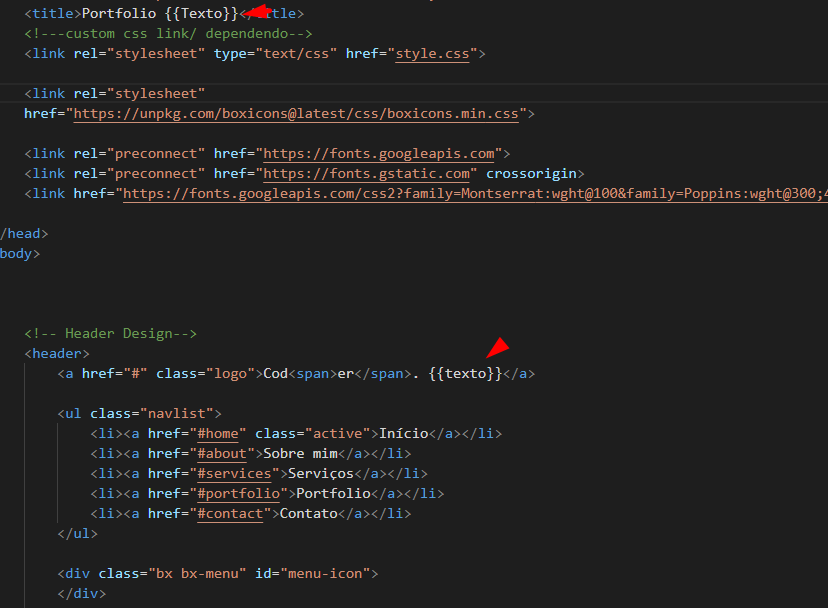 <title>Portfolio {{Texto}}</title>
<!---custom css link/ dependendo-->
<link rel="stylesheet" type="text/css" href="style.css">
<link rel="stylesheet"
href="https://unpkg.com/boxicons@latest/css/boxicons.min.css">
<link rel="preconnect" href="https://fonts.googleapis.com">
<link rel="preconnect" href="https://fonts.gstatic.com" crossorigin>
<link href="https://fonts.googleapis.com/css2?family=Montserrat:wght@100&family=Poppins:wght@300;4
/head>
body>
<!-- Header Design-->
<header>
<a href="#" class="logo">Cod<span>er</span>. {{texto}}</a>
<ul class="navlist">
<li><a href="#home" class="active">Início</a></li>
<li><a href="#about">Sobre mim</a></li>
<li><a href="#services">Serviços</a></li>
<li><a href="#portfolio">Portfolio</a></li>
<li><a href="#contact">Contato</a></li>
</ul>
<div class="bx bx-menu" id="menu-icon">
</div>